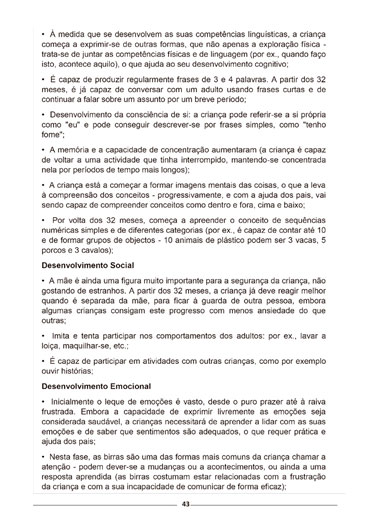 • À medida que se desenvolvem as suas competências linguísticas, a criança
começa a exprimir-se de outras formas, que não apenas a exploração física -
trata-se de juntar as competências físicas e de linguagem (por ex., quando faço
isto, acontece aquilo), o que ajuda ao seu desenvolvimento cognitivo;
• É capaz de produzir regularmente frases de 3 e 4 palavras. A partir dos 32
meses, é já capaz de conversar com um adulto usando frases curtas e de
continuar a falar sobre um assunto por um breve período;
• Desenvolvimento da consciência de si: a criança pode referir-se a si própria
como "eu" e pode conseguir descrever-se por frases simples, como "tenho
fome";
• A memória e a capacidade de concentração aumentaram (a criança é capaz
de voltar a uma actividade que tinha interrompido, mantendo-se concentrada
nela por períodos de tempo mais longos);
• A criança está a começar a formar imagens mentais das coisas, o que a leva
à compreensão dos conceitos - progressivamente, e com a ajuda dos pais, vai
sendo capaz de compreender conceitos como dentro e fora, cima e baixo;
• Por volta dos 32 meses, começa a apreender o conceito de sequências
numéricas simples e de diferentes categorias (por ex., é capaz de contar até 10
e de formar grupos de objectos - 10 animais de plástico podem ser 3 vacas, 5
porcos e 3 cavalos);
Desenvolvimento Social
• A mãe é ainda uma figura muito importante para a segurança da criança, não
gostando de estranhos. A partir dos 32 meses, a criança já deve reagir melhor
quando é separada da mãe, para ficar à guarda de outra pessoa, embora
algumas crianças consigam este progresso com menos ansiedade do que
outras;
• Imita e tenta participar nos comportamentos dos adultos: por ex., lavar a
loiça, maquilhar-se, etc.;
• É capaz de participar em atividades com outras crianças, como por exemplo
ouvir histórias;
Desenvolvimento Emocional
• Inicialmente o leque de emoções é vasto, desde o puro prazer até à raiva
frustrada. Embora a capacidade de exprimir livremente as emoções seja
considerada saudável, a crianças necessitará de aprender a lidar com as suas
emoções e de saber que sentimentos são adequados, o que requer prática e
ajuda dos pais;
• Nesta fase, as birras são uma das formas mais comuns da criança chamar a
atenção - podem dever-se a mudanças ou a acontecimentos, ou ainda a uma
resposta aprendida (as birras costumam estar relacionadas com a frustração
da criança e com a sua incapacidade de comunicar de forma eficaz);
43